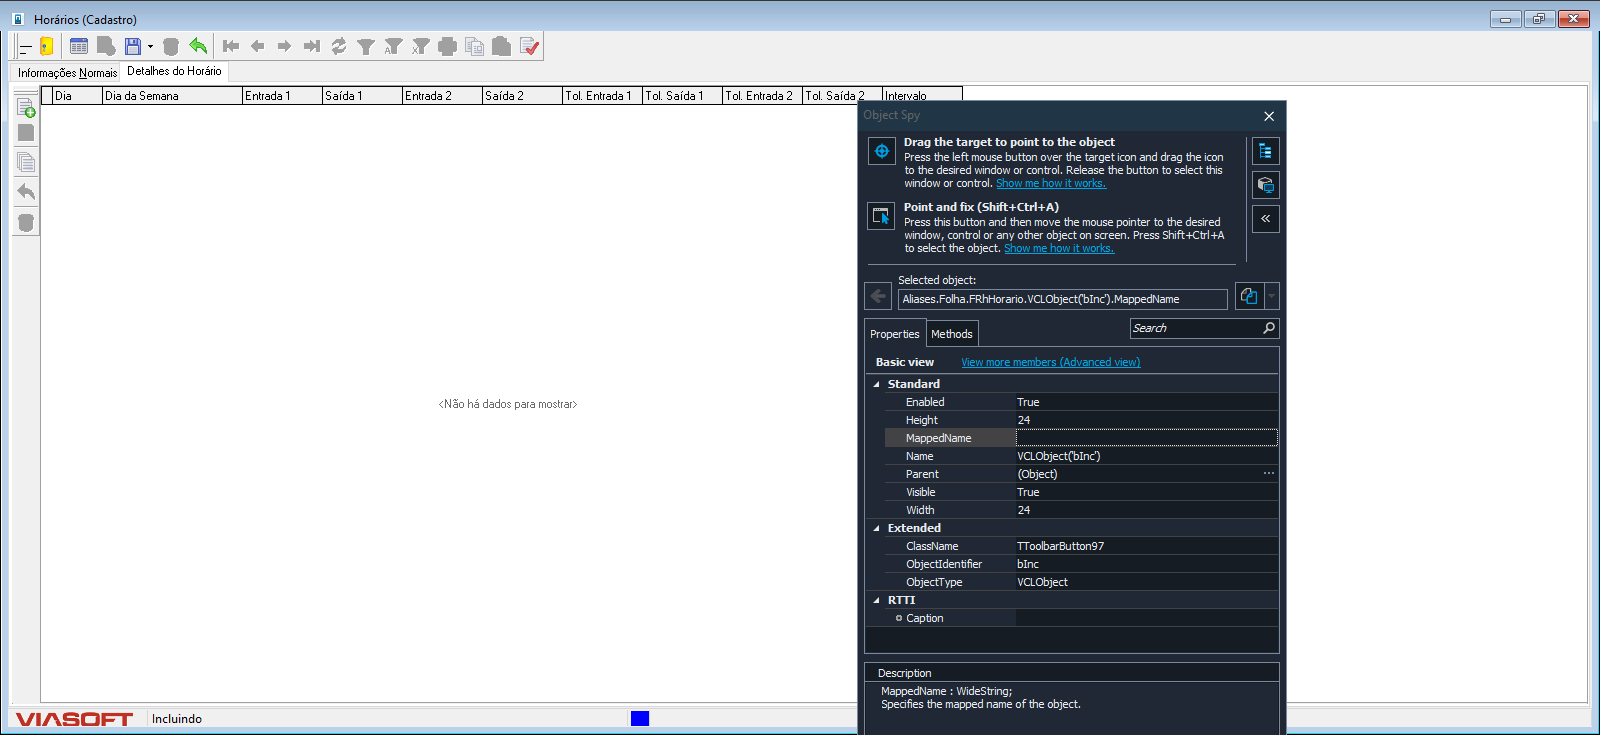 Horários (Cadastro)
Informações Normais
Detalhes do Horário
Dia
Dia da Semana
Entrada 1
Saída 1
Entrada 2
Saída 2
Tol. Entrada 1
Tol. Saída 1
Tol. Entrada 2
Tol. Saída 2
Intervalo
<Não há dados para mostrar>
VIASOFT
Incluindo
Object Spy
Drag the target to point to the object
Press the left mouse button over the target icon and drag the icon
to the desired window or control. Release the button to select this
window or control. Show me how it works.
Point and fix (Shift+Ctrl+A)
Press this button and then move the mouse pointer to the desired
window, control or any other object on screen. Press Shift+Ctrl+A
to select the object. Show me how it works.
Selected object:
Aliases.Folha.FRhHorario.VCLObject('bInc').MappedName
Properties
Methods
Search
Basic view
View more members (Advanced view)
Standard
Enabled True
Height 24
MappedName
Name VCLObject('bInc')
Parent (Object) ...
Visible True
Width 24
Extended
ClassName TToolbarButton97
ObjectIdentifier bInc
ObjectType VCLObject
RTTI
Caption
Description
MappedName : WideString;
Specifies the mapped name of the object.